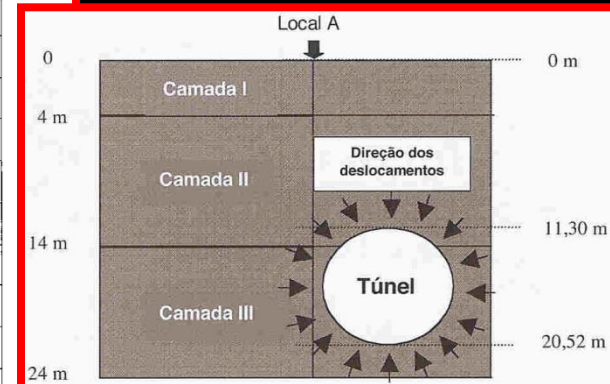 Local A
0
0 m
Camada I
4 m
Direção dos
deslocamentos
Camada II
11,30 m
14 m
Túnel
Camada III
20,52 m
24 m